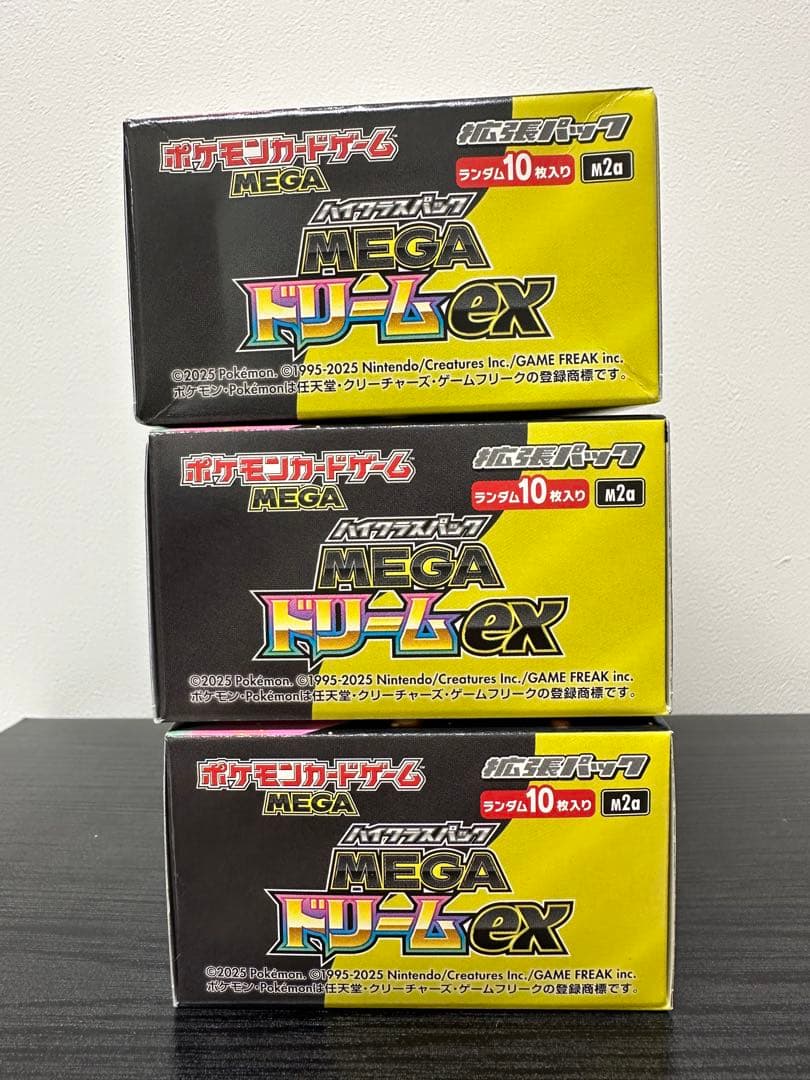 ポケモンカードゲーム 拡張パック
MEGA ランダム10枚入り M2a
ハイクラスパック
MEGA
ドリームex
©2025 Pokémon. ©1995-2025 Nintendo/Creatures Inc./GAME FREAK inc.
ポケモン・Pokémonは任天堂・クリーチャーズ・ゲームフリークの登録商標です。
ポケモンカードゲーム 拡張パック
MEGA ランダム10枚入り M2a
ハイクラスパック
MEGA
ドリームex
©2025 Pokémon. ©1995-2025 Nintendo/Creatures Inc./GAME FREAK inc.
ポケモン・Pokémonは任天堂・クリーチャーズ・ゲームフリークの登録商標です。
ポケモンカードゲーム 拡張パック
MEGA ランダム10枚入り M2a
ハイクラスパック
MEGA
ドリームex
©2025 Pokémon. ©1995-2025 Nintendo/Creatures Inc./GAME FREAK inc.
ポケモン・Pokémonは任天堂・クリーチャーズ・ゲームフリークの登録商標です。